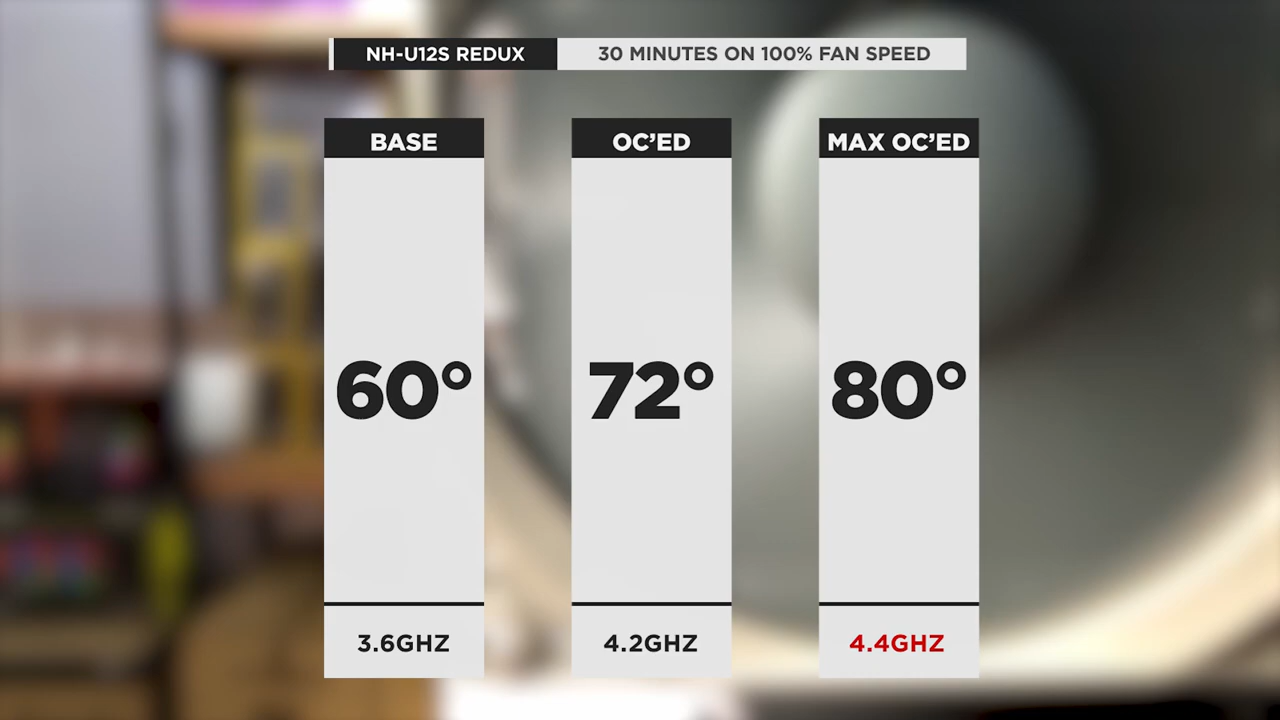 NH-U12S REDUX 30 MINUTES ON 100% FAN SPEED
BASE
60°
3.6GHZ
OC'ED
72°
4.2GHZ
MAX OC'ED
80°
4.4GHZ